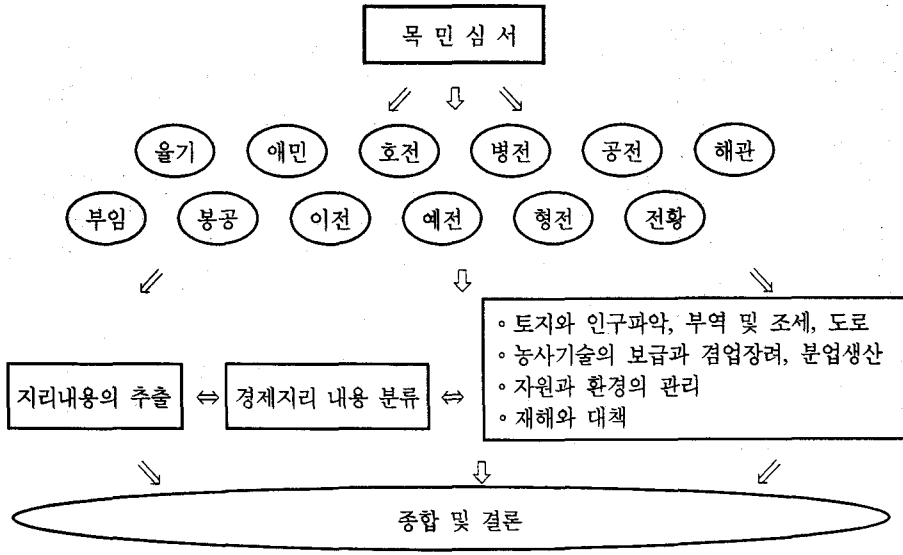 목 민 심 서
율기 애민 호전 병전 공전 해관
부임 봉공 이전 예전 형전 전황
◦ 토지와 인구파악, 부역 및 조세, 도로
◦ 농사기술의 보급과 겸업장려, 분업생산
◦ 자원과 환경의 관리
◦ 재해와 대책
지리내용의 추출 ⇔ 경제지리 내용 분류 ⇔
종합 및 결론